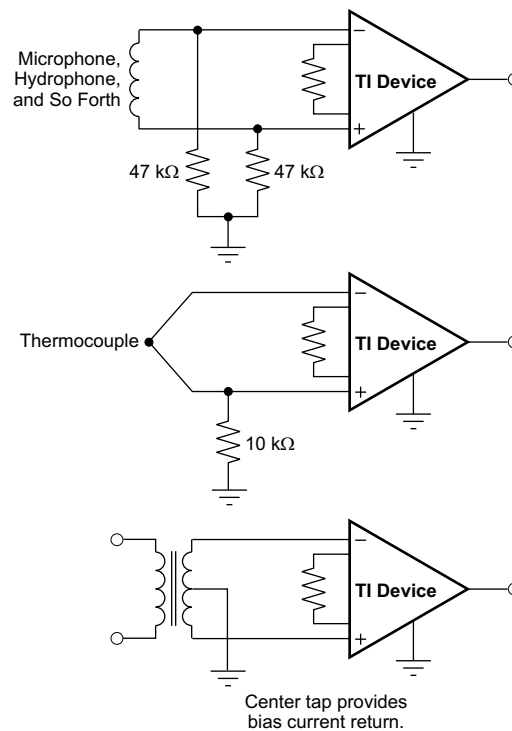 Microphone,
Hydrophone,
and So Forth
−
TI Device
+
47 kΩ
47 kΩ
Thermocouple
−
TI Device
+
10 kΩ
−
TI Device
+
Center tap provides
bias current return.